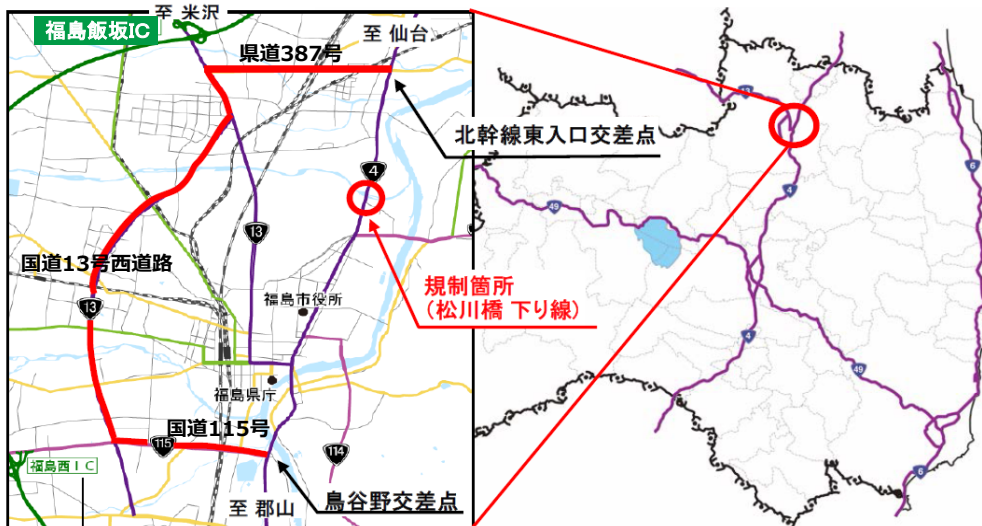 至 米沢
福島飯坂IC
至 仙台
県道387号
北幹線東入口交差点
4
13
国道13号西道路
13
規制箇所
(松川橋 下り線)
福島市役所
福島県庁
国道115号
115
114
福島西IC
鳥谷野交差点
至 郡山
13
6
4
49
4
49
6